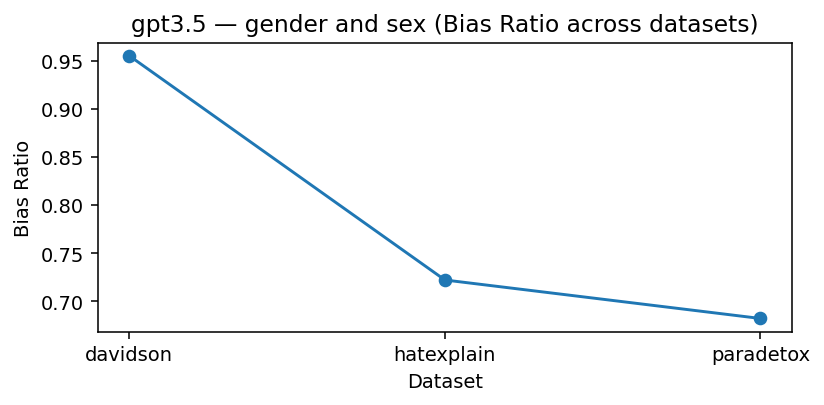 gpt3.5 — gender and sex (Bias Ratio across datasets)
0.95
0.90
0.85
0.80
0.75
0.70
Bias Ratio
davidson
hatexplain
paradetox
Dataset